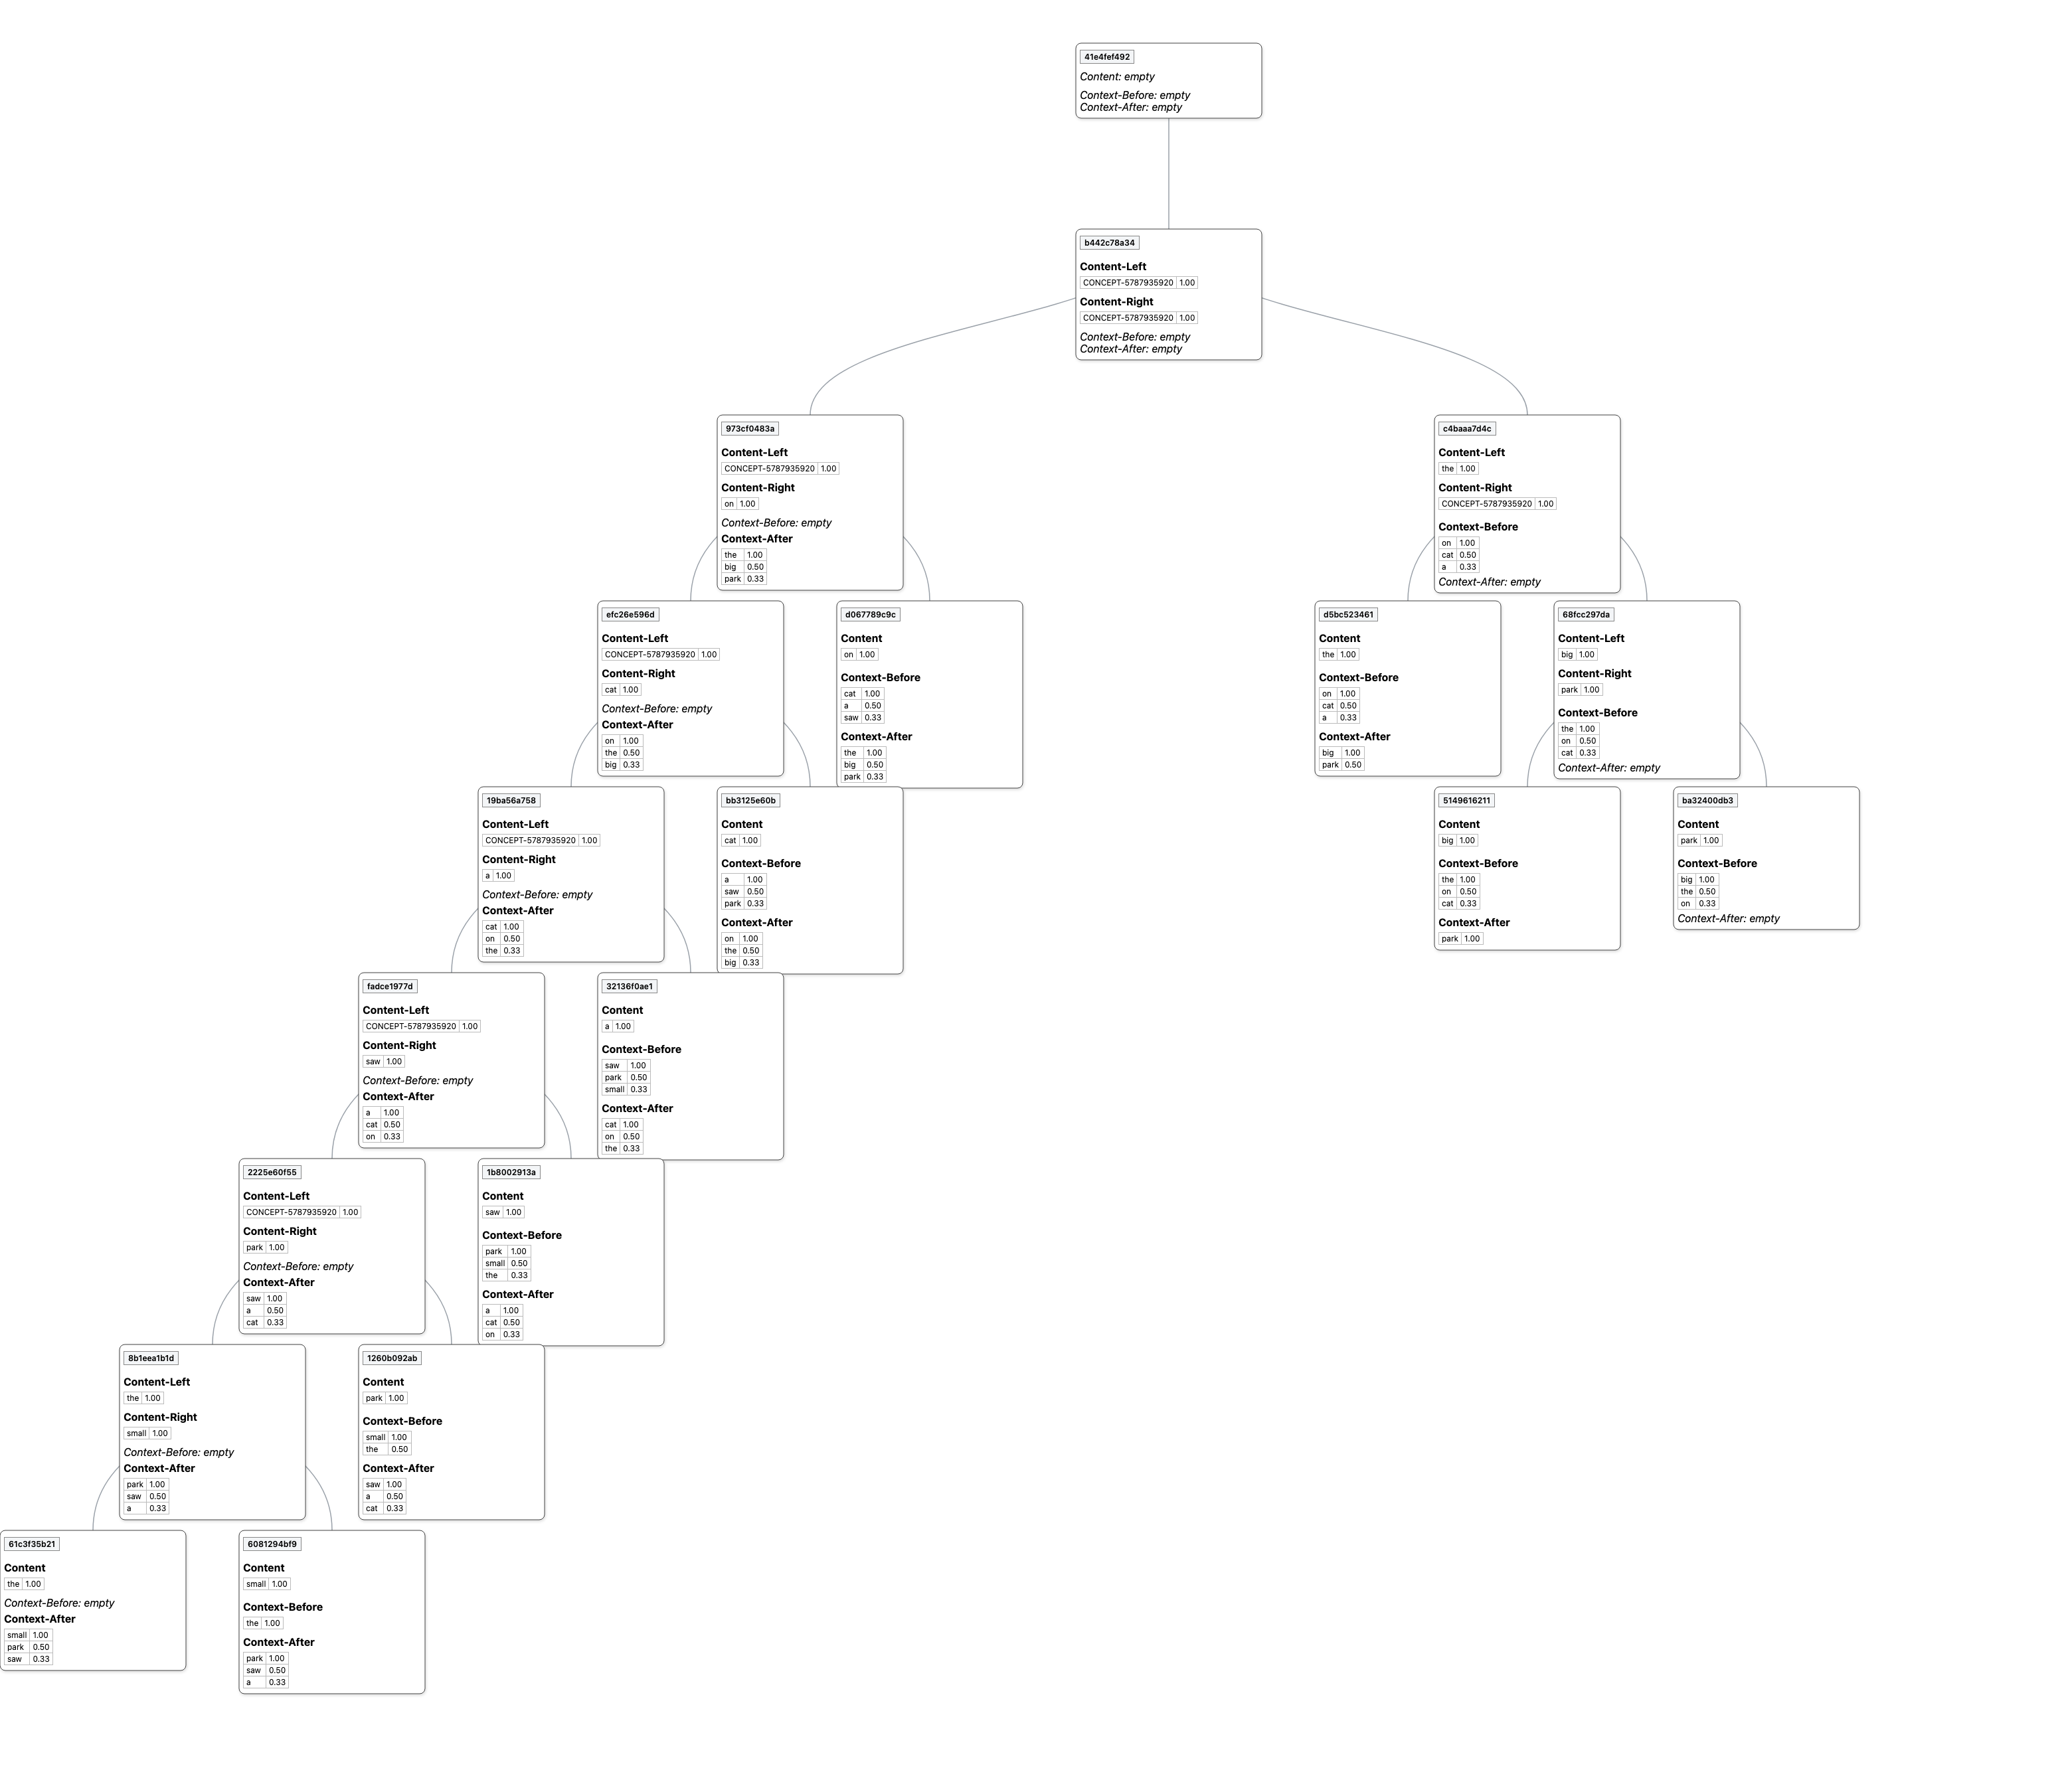 41e4fef492
Content: empty
Context-Before: empty
Context-After: empty
b442c78a34
Content-Left
CONCEPT-5787935920 1.00
Content-Right
CONCEPT-5787935920 1.00
Context-Before: empty
Context-After: empty
973cf0483a
Content-Left
CONCEPT-5787935920 1.00
Content-Right
on 1.00
Context-Before: empty
Context-After
the 1.00
big 0.50
park 0.33
c4baaa7d4c
Content-Left
the 1.00
Content-Right
CONCEPT-5787935920 1.00
Context-Before
on 1.00
cat 0.50
a 0.33
Context-After: empty
efc26e596d
Content-Left
CONCEPT-5787935920 1.00
Content-Right
cat 1.00
Context-Before: empty
Context-After
on 1.00
the 0.50
big 0.33
d067789c9c
Content
on 1.00
Context-Before
cat 1.00
a 0.50
saw 0.33
Context-After
the 1.00
big 0.50
park 0.33
d5bc523461
Content
the 1.00
Context-Before
on 1.00
cat 0.50
a 0.33
Context-After
big 1.00
park 0.50
68fcc297da
Content-Left
big 1.00
Content-Right
park 1.00
Context-Before
the 1.00
on 0.50
cat 0.33
Context-After: empty
19ba56a758
Content-Left
CONCEPT-5787935920 1.00
Content-Right
a 1.00
Context-Before: empty
Context-After
cat 1.00
on 0.50
the 0.33
bb3125e60b
Content
cat 1.00
Context-Before
a 1.00
saw 0.50
park 0.33
Context-After
on 1.00
the 0.50
big 0.33
5149616211
Content
big 1.00
Context-Before
the 1.00
on 0.50
cat 0.33
Context-After
park 1.00
ba32400db3
Content
park 1.00
Context-Before
big 1.00
the 0.50
on 0.33
Context-After: empty
fadce1977d
Content-Left
CONCEPT-5787935920 1.00
Content-Right
saw 1.00
Context-Before: empty
Context-After
a 1.00
cat 0.50
on 0.33
32136f0ae1
Content
a 1.00
Context-Before
saw 1.00
park 0.50
small 0.33
Context-After
cat 1.00
on 0.50
the 0.33
2225e60f55
Content-Left
CONCEPT-5787935920 1.00
Content-Right
park 1.00
Context-Before: empty
Context-After
saw 1.00
a 0.50
cat 0.33
1b8002913a
Content
saw 1.00
Context-Before
park 1.00
small 0.50
the 0.33
Context-After
a 1.00
cat 0.50
on 0.33
8b1eea1b1d
Content-Left
the 1.00
Content-Right
small 1.00
Context-Before: empty
Context-After
park 1.00
saw 0.50
a 0.33
1260b092ab
Content
park 1.00
Context-Before
small 1.00
the 0.50
Context-After
saw 1.00
a 0.50
cat 0.33
61c3f35b21
Content
the 1.00
Context-Before: empty
Context-After
small 1.00
park 0.50
saw 0.33
6081294bf9
Content
small 1.00
Context-Before
the 1.00
Context-After
park 1.00
saw 0.50
a 0.33